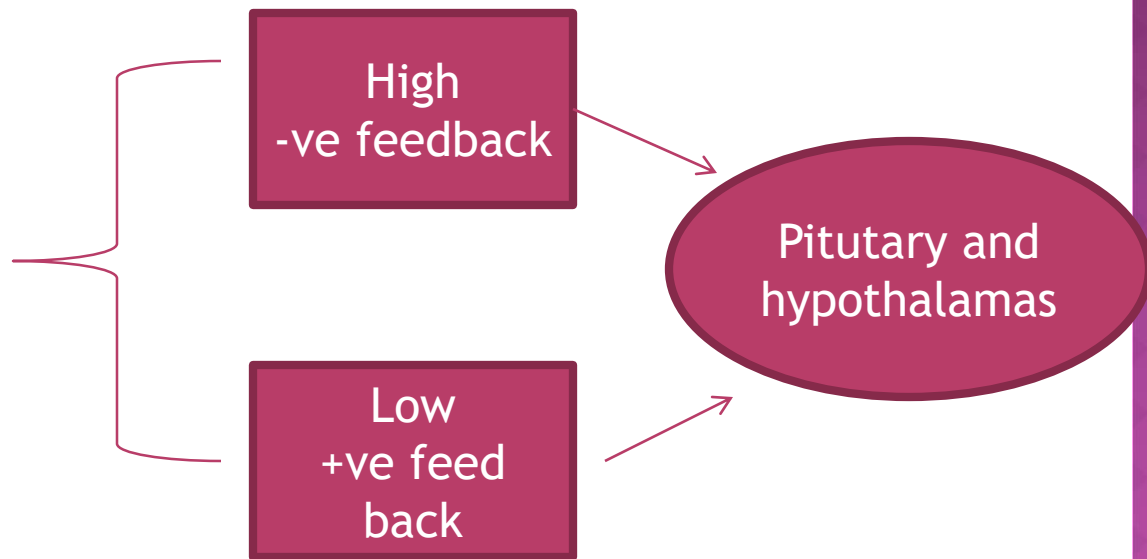 High
-ve feedback
Pitutary and
hypothalamas
Low
+ve feed
back